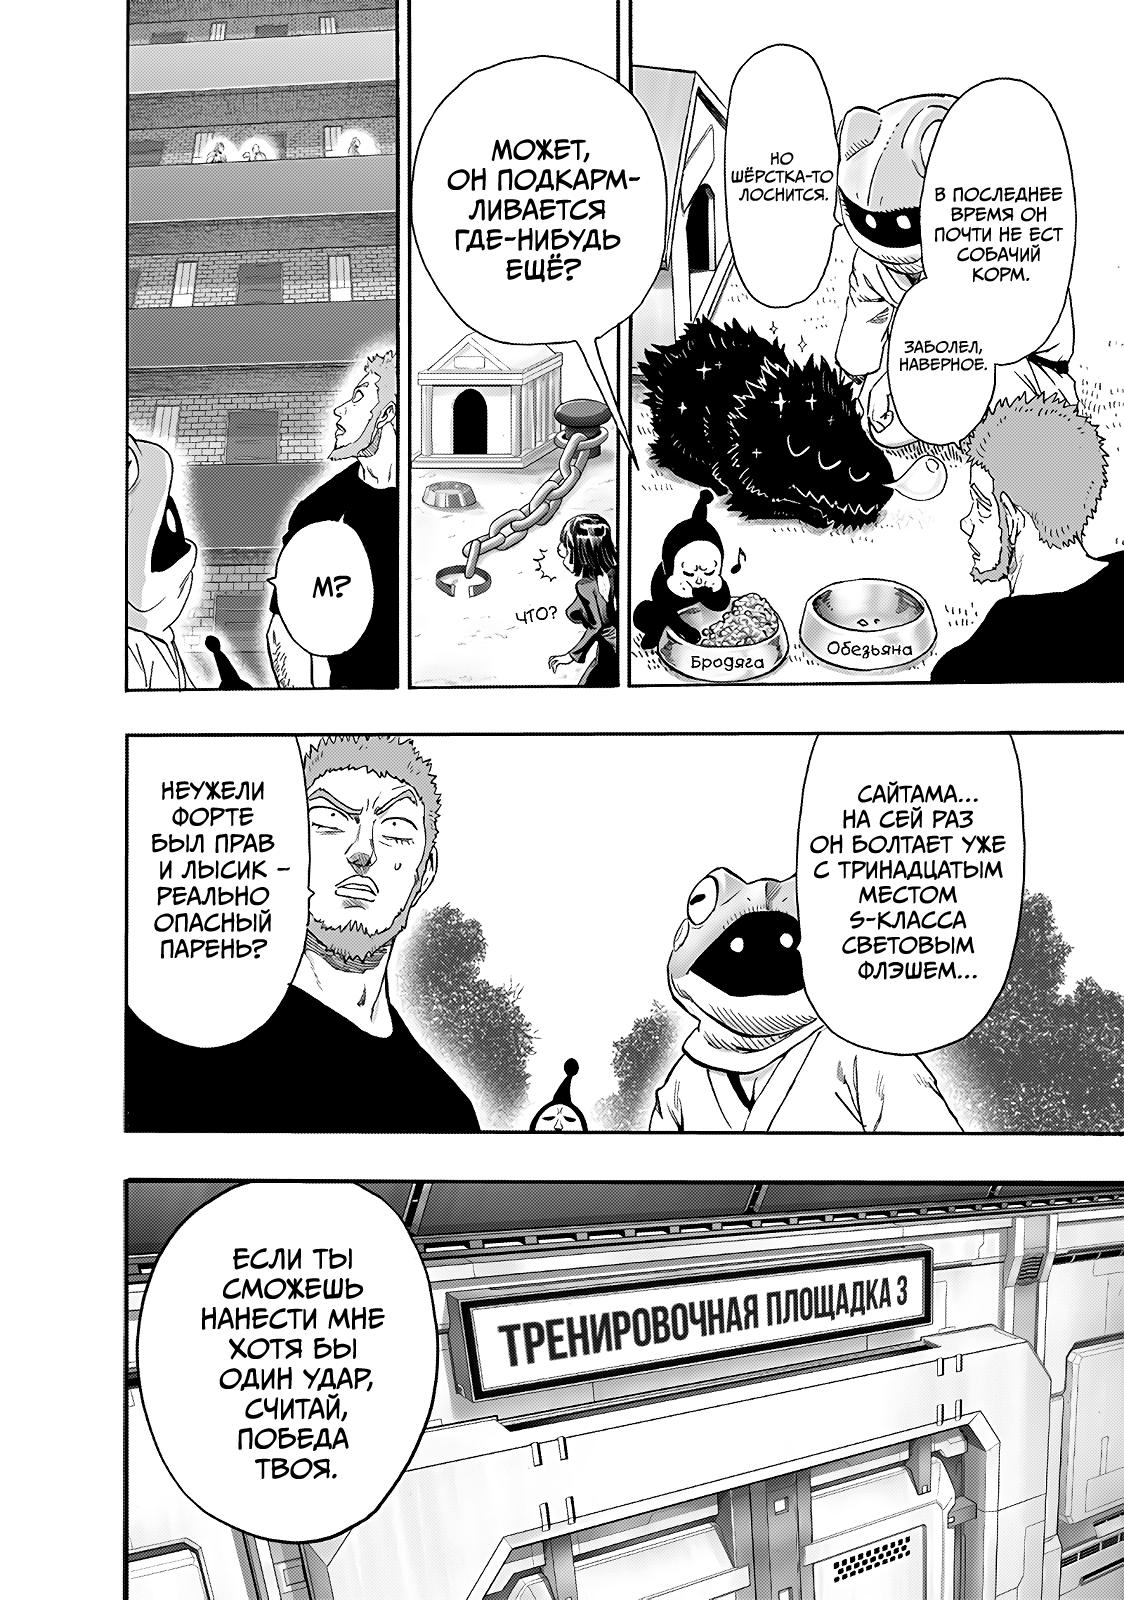 В ПОСЛЕДНЕЕ
ВРЕМЯ ОН
ПОЧТИ НЕ ЕСТ
СОБАЧИЙ
КОРМ.
ЗАБОЛЕЛ,
НАВЕРНОЕ.
НО
ШЁРСТКА-ТО
ЛОСНИТСЯ.
Бродяга
Обезьяна
МОЖЕТ,
ОН ПОДКАРМ-
ЛИВАЕТСЯ
ГДЕ-НИБУДЬ
ЕЩЁ?
ЧТО?
М?
САЙТАМА...
НА СЕЙ РАЗ
ОН БОЛТАЕТ УЖЕ
С ТРИНАДЦАТЫМ
МЕСТОМ
S-КЛАССА
СВЕТОВЫМ
ФЛЭШЕМ...
НЕУЖЕЛИ
ФОРТЕ
БЫЛ ПРАВ
И ЛЫСИК –
РЕАЛЬНО
ОПАСНЫЙ
ПАРЕНЬ?
ТРЕНИРОВОЧНАЯ ПЛОЩАДКА 3
ЕСЛИ ТЫ
СМОЖЕШЬ
НАНЕСТИ МНЕ
ХОТЯ БЫ
ОДИН УДАР,
СЧИТАЙ,
ПОБЕДА
ТВОЯ.